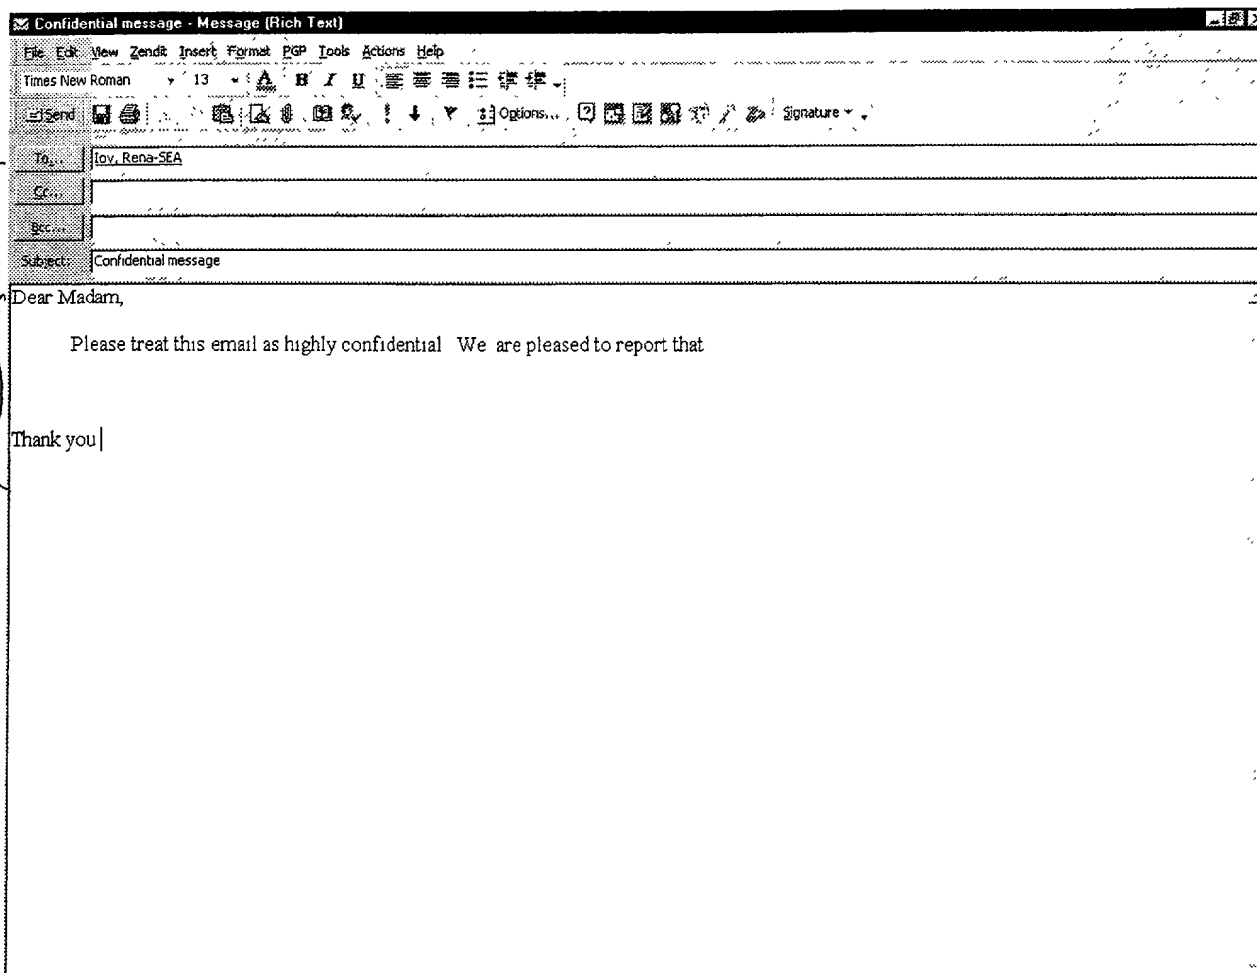 Confidential message - Message (Rich Text)
File Edit View Zendit Insert Format PGP Tools Actions Help
Times New Roman 13 A B I U
Send Options... Signature
To... Iov, Rena-SEA
Cc...
Bcc...
Subject: Confidential message
Dear Madam,
Please treat this email as highly confidential We are pleased to report that
Thank you